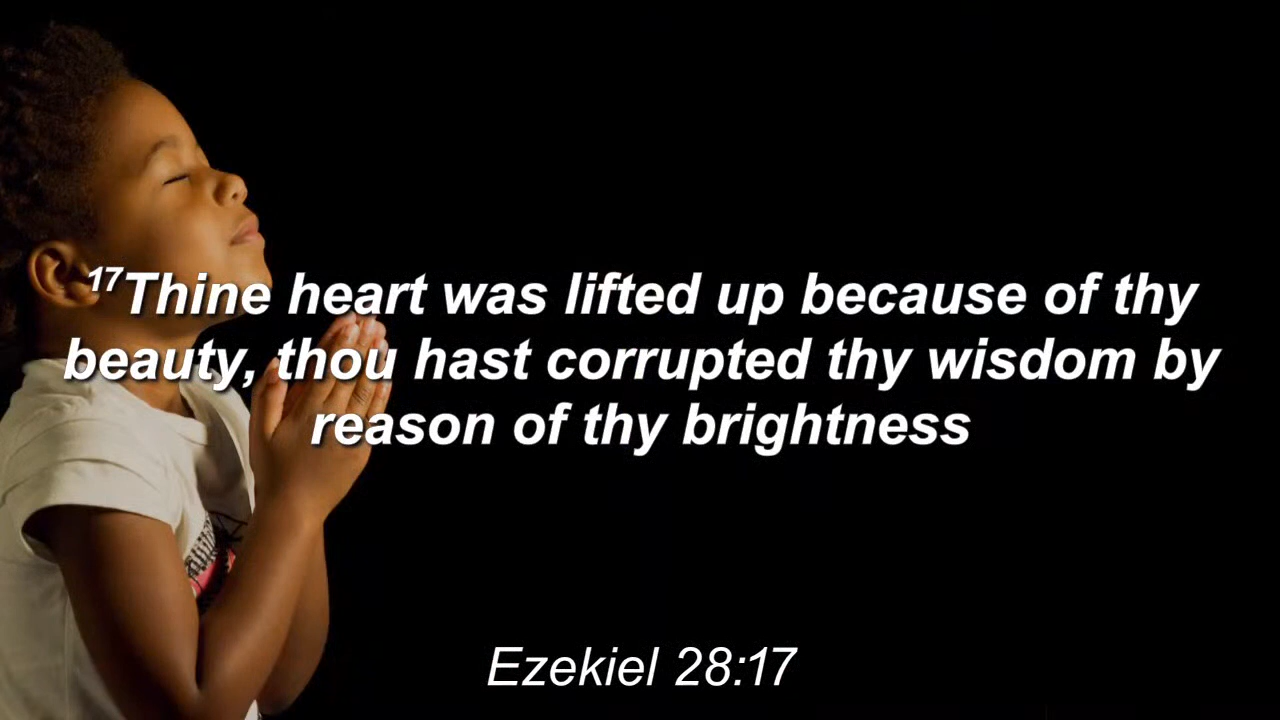 ¹⁷Thine heart was lifted up because of thy
beauty, thou hast corrupted thy wisdom by
reason of thy brightness
Ezekiel 28:17